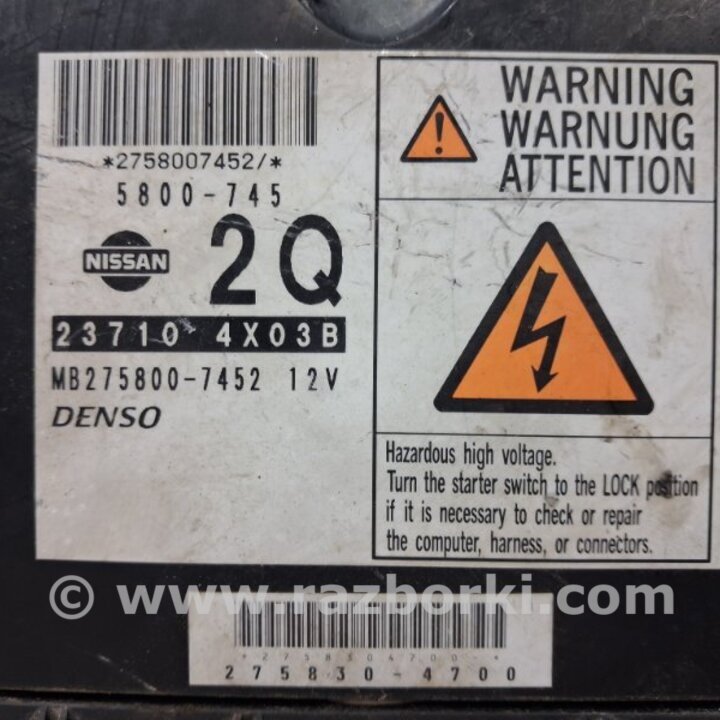 *2758007452/*
5800-745
NISSAN
2Q
23710 4X03B
MB275800-7452 12V
DENSO
WARNING
WARNUNG
ATTENTION
Hazardous high voltage.
Turn the starter switch to the LOCK position
if it is necessary to check or repair
the computer, harness, or connectors.
© www.razborki.com
*2758304700-*
275830-4700